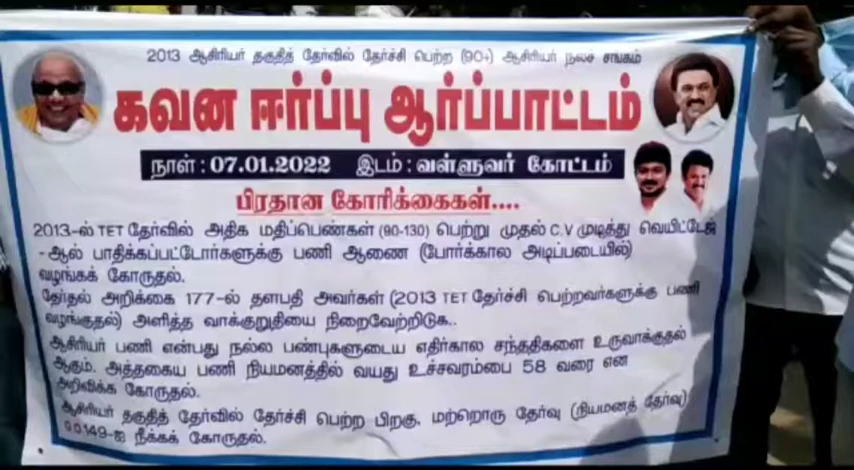 2013 ஆசிரியர் தகுதித் தேர்வில் தேர்ச்சி பெற்ற (90+) ஆசிரியர் நலச் சங்கம்
கவன ஈர்ப்பு ஆர்ப்பாட்டம்
நாள் : 07.01.2022 இடம் : வள்ளுவர் கோட்டம்
பிரதான கோரிக்கைகள்....
2013-ல் TET தேர்வில் அதிக மதிப்பெண்கள் (90-130) பெற்று முதல் C.V முடித்து வெயிட்டேஜ்
-ஆல் பாதிக்கப்பட்டோர்களுக்கு பணி ஆணை (போர்க்கால அடிப்படையில்)
வழங்கக் கோருதல்.
தேர்தல் அறிக்கை 177-ல் தளபதி அவர்கள் (2013 TET தேர்ச்சி பெற்றவர்களுக்கு பணி
வழங்குதல்) அளித்த வாக்குறுதியை நிறைவேற்றிடுக..
ஆசிரியர் பணி என்பது நல்ல பண்புகளுடைய எதிர்கால சந்ததிகளை உருவாக்குதல்
ஆகும். அத்தகைய பணி நியமனத்தில் வயது உச்சவரம்பை 58 வரை என
அறிவிக்க கோருதல்.
ஆசிரியர் தகுதித் தேர்வில் தேர்ச்சி பெற்ற பிறகு, மற்றொரு தேர்வு (நியமனத் தேர்வு)
G.O.149-ஐ நீக்கக் கோருதல்.